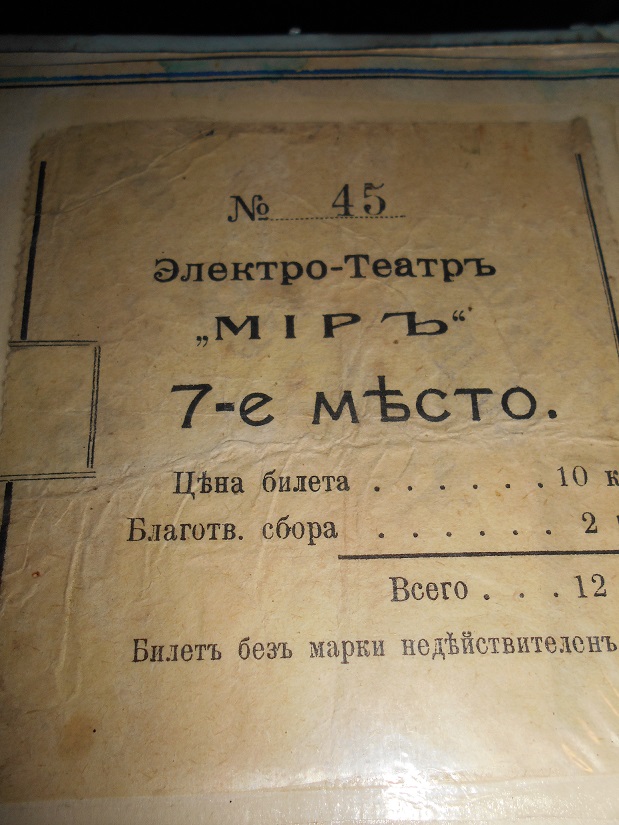 № 45
Электро-Театръ
„МІРЪ“
7-е мѣсто.
Цѣна билета . . . . . . 10 к
Благотв. сбора . . . . . . 2
Всего . . . 12
Билетъ безъ марки недѣйствителенъ